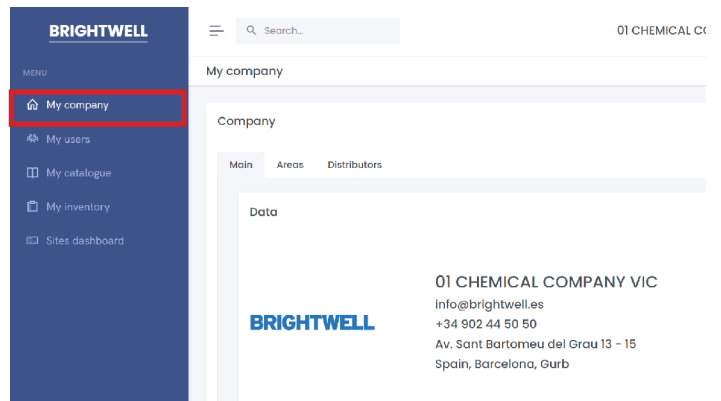 BRIGHTWELL
Search...
01 CHEMICAL CO
MENU
My company
My company
My users
My catalogue
My inventory
Sites dashboard
Company
Main Areas Distributors
Data
BRIGHTWELL
01 CHEMICAL COMPANY VIC
info@brightwell.es
+34 902 44 50 50
Av. Sant Bartomeu del Grau 13 - 15
Spain, Barcelona, Gurb